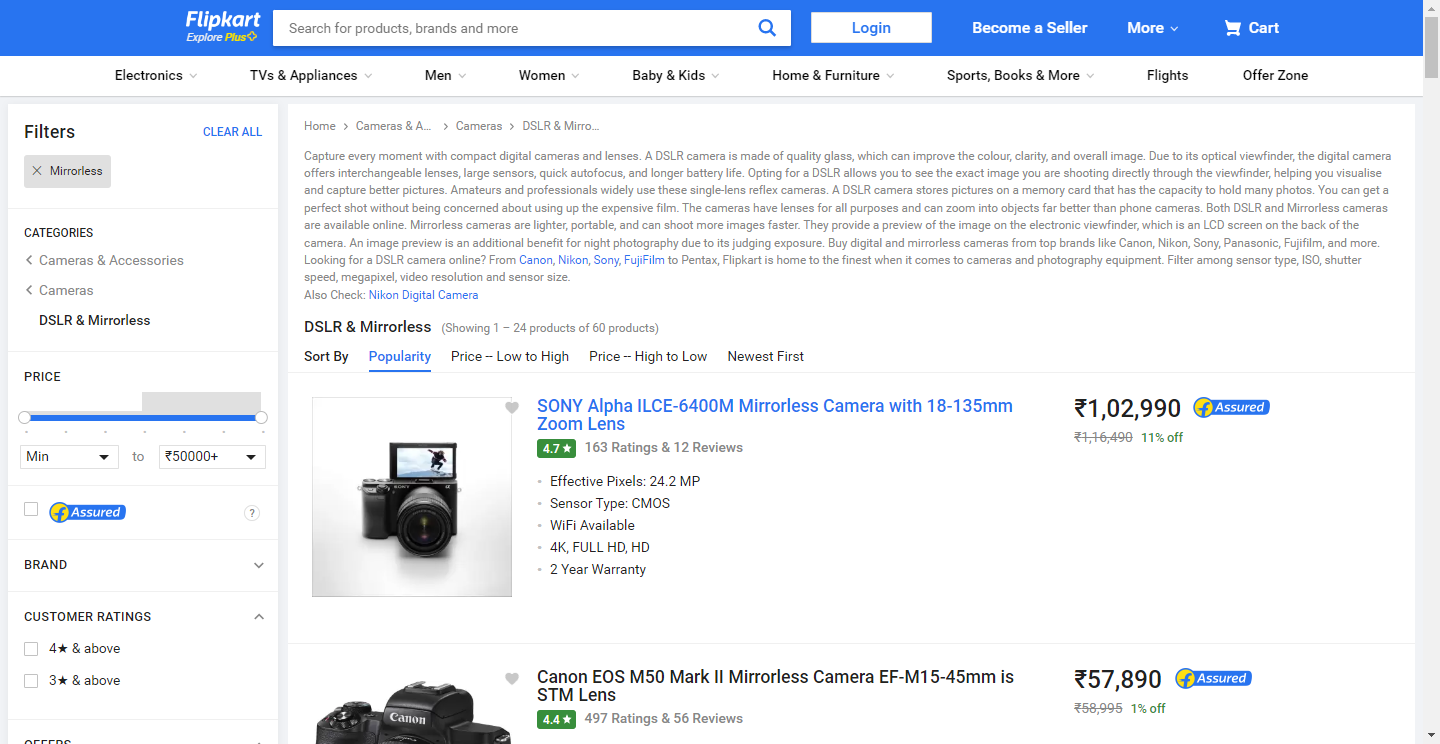 Flipkart
Explore Plus
Search for products, brands and more
Login
Become a Seller
More
Cart
Electronics
TVs & Appliances
Men
Women
Baby & Kids
Home & Furniture
Sports, Books & More
Flights
Offer Zone
Filters
CLEAR ALL
Mirrorless
CATEGORIES
Cameras & Accessories
Cameras
DSLR & Mirrorless
PRICE
Min
to
₹50000+
Assured
?
BRAND
CUSTOMER RATINGS
4★ & above
3★ & above
OFFERS
Home
Cameras & A...
Cameras
DSLR & Mirro...
Capture every moment with compact digital cameras and lenses. A DSLR camera is made of quality glass, which can improve the colour, clarity, and overall image. Due to its optical viewfinder, the digital camera
offers interchangeable lenses, large sensors, quick autofocus, and longer battery life. Opting for a DSLR allows you to see the exact image you are shooting directly through the viewfinder, helping you visualise
and capture better pictures. Amateurs and professionals widely use these single-lens reflex cameras. A DSLR camera stores pictures on a memory card that has the capacity to hold many photos. You can get a
perfect shot without being concerned about using up the expensive film. The cameras have lenses for all purposes and can zoom into objects far better than phone cameras. Both DSLR and Mirrorless cameras
are available online. Mirrorless cameras are lighter, portable, and can shoot more images faster. They provide a preview of the image on the electronic viewfinder, which is an LCD screen on the back of the
camera. An image preview is an additional benefit for night photography due to its judging exposure. Buy digital and mirrorless cameras from top brands like Canon, Nikon, Sony, Panasonic, Fujifilm, and more.
Looking for a DSLR camera online? From Canon, Nikon, Sony, FujiFilm to Pentax, Flipkart is home to the finest when it comes to cameras and photography equipment. Filter among sensor type, ISO, shutter
speed, megapixel, video resolution and sensor size.
Also Check: Nikon Digital Camera
DSLR & Mirrorless (Showing 1 – 24 products of 60 products)
Sort By
Popularity
Price -- Low to High
Price -- High to Low
Newest First
SONY
SONY Alpha ILCE-6400M Mirrorless Camera with 18-135mm
Zoom Lens
4.7★ 163 Ratings & 12 Reviews
Effective Pixels: 24.2 MP
Sensor Type: CMOS
WiFi Available
4K, FULL HD, HD
2 Year Warranty
₹1,02,990
Assured
₹1,16,490 11% off
Canon
Canon EOS M50 Mark II Mirrorless Camera EF-M15-45mm is
STM Lens
4.4★ 497 Ratings & 56 Reviews
₹57,890
Assured
₹58,995 1% off